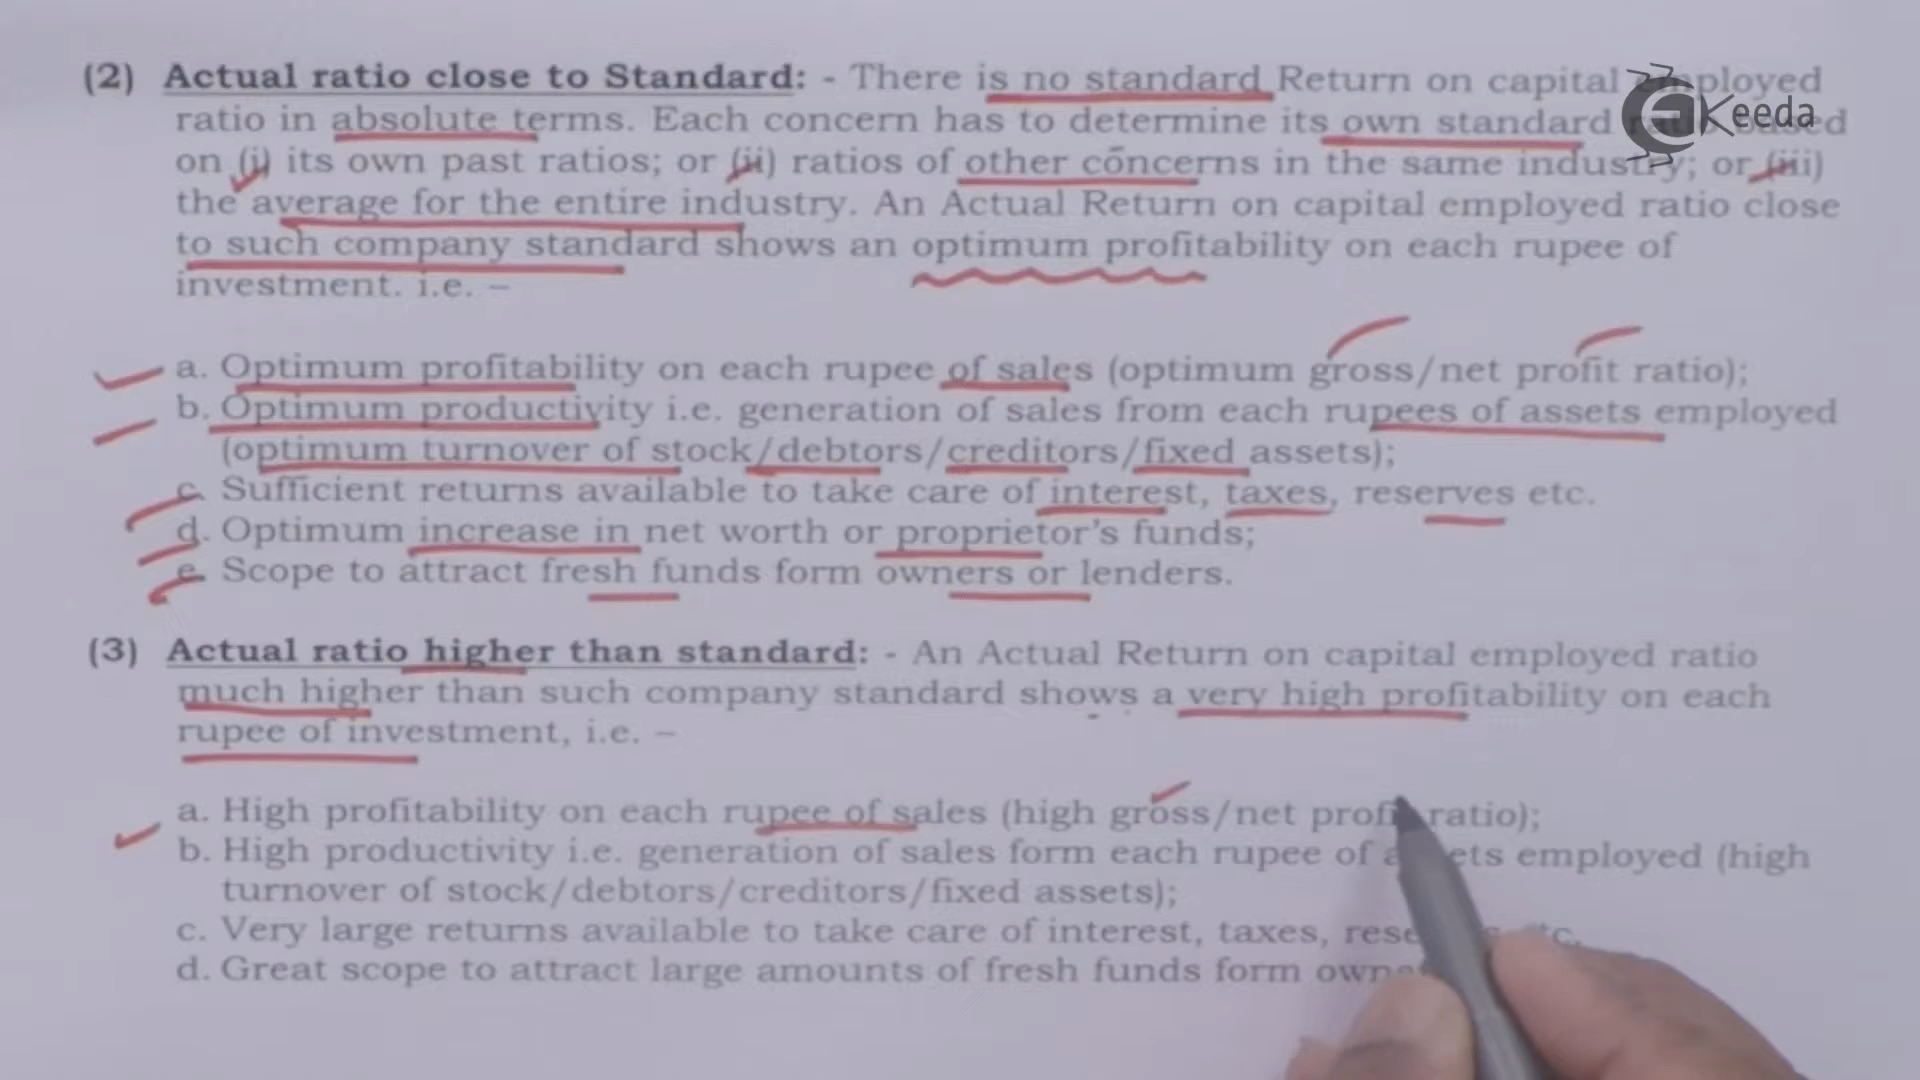 (2) Actual ratio close to Standard: - There is no standard Return on capital employed
ratio in absolute terms. Each concern has to determine its own standard based
on (i) its own past ratios; or (ii) ratios of other concerns in the same industry; or (iii)
the average for the entire industry. An Actual Return on capital employed ratio close
to such company standard shows an optimum profitability on each rupee of
investment. i.e. –
a. Optimum profitability on each rupee of sales (optimum gross/net profit ratio);
b. Optimum productivity i.e. generation of sales from each rupees of assets employed
(optimum turnover of stock/debtors/creditors/fixed assets);
c. Sufficient returns available to take care of interest, taxes, reserves etc.
d. Optimum increase in net worth or proprietor's funds;
e. Scope to attract fresh funds form owners or lenders.
(3) Actual ratio higher than standard: - An Actual Return on capital employed ratio
much higher than such company standard shows a very high profitability on each
rupee of investment, i.e. –
a. High profitability on each rupee of sales (high gross/net profit ratio);
b. High productivity i.e. generation of sales form each rupee of assets employed (high
turnover of stock/debtors/creditors/fixed assets);
c. Very large returns available to take care of interest, taxes, etc.
d. Great scope to attract large amounts of fresh funds form
eKeeda